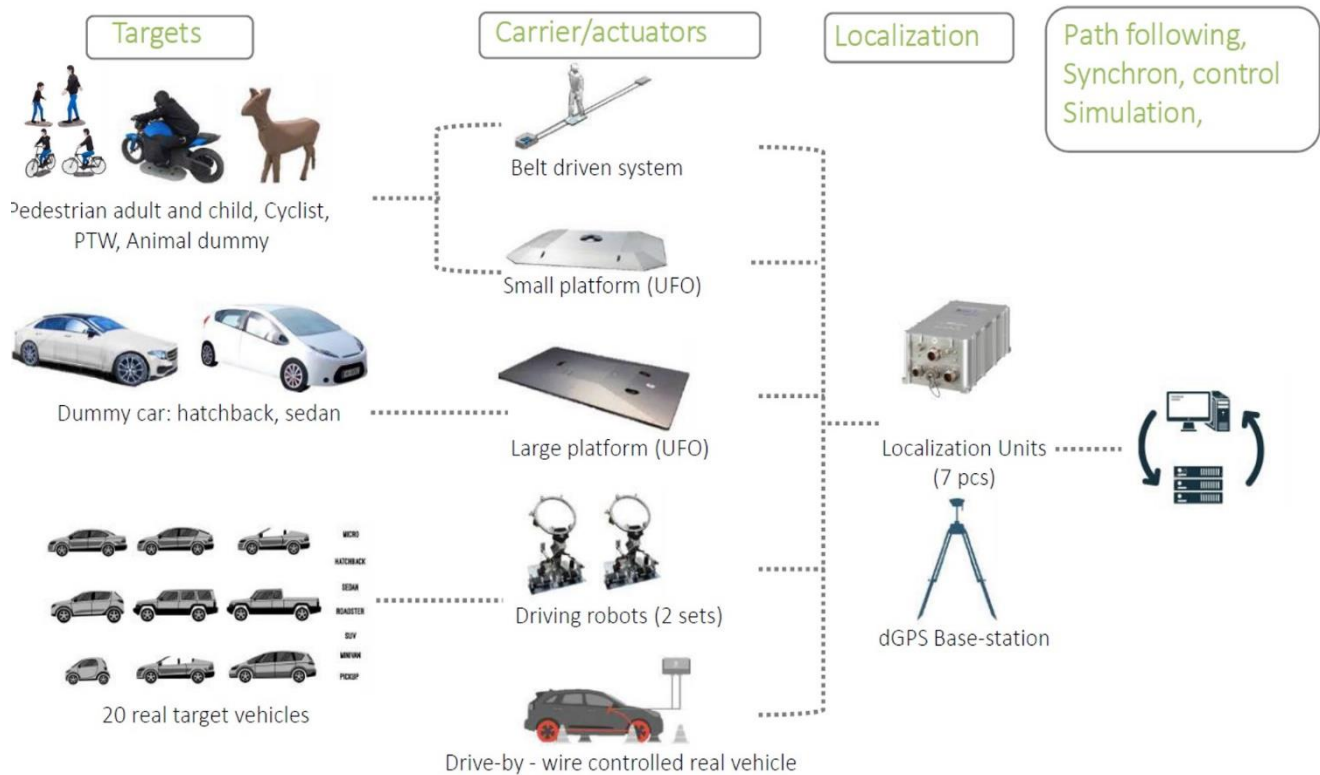 Targets
Carrier/actuators
Localization
Path following,
Synchron, control
Simulation,
Pedestrian adult and child, Cyclist,
PTW, Animal dummy
Belt driven system
Small platform (UFO)
Dummy car: hatchback, sedan
Large platform (UFO)
Localization Units
(7 pcs)
MICRO
HATCHBACK
SEDAN
ROADSTER
SUV
MINIVAN
PICKUP
20 real target vehicles
Driving robots (2 sets)
dGPS Base-station
Drive-by - wire controlled real vehicle